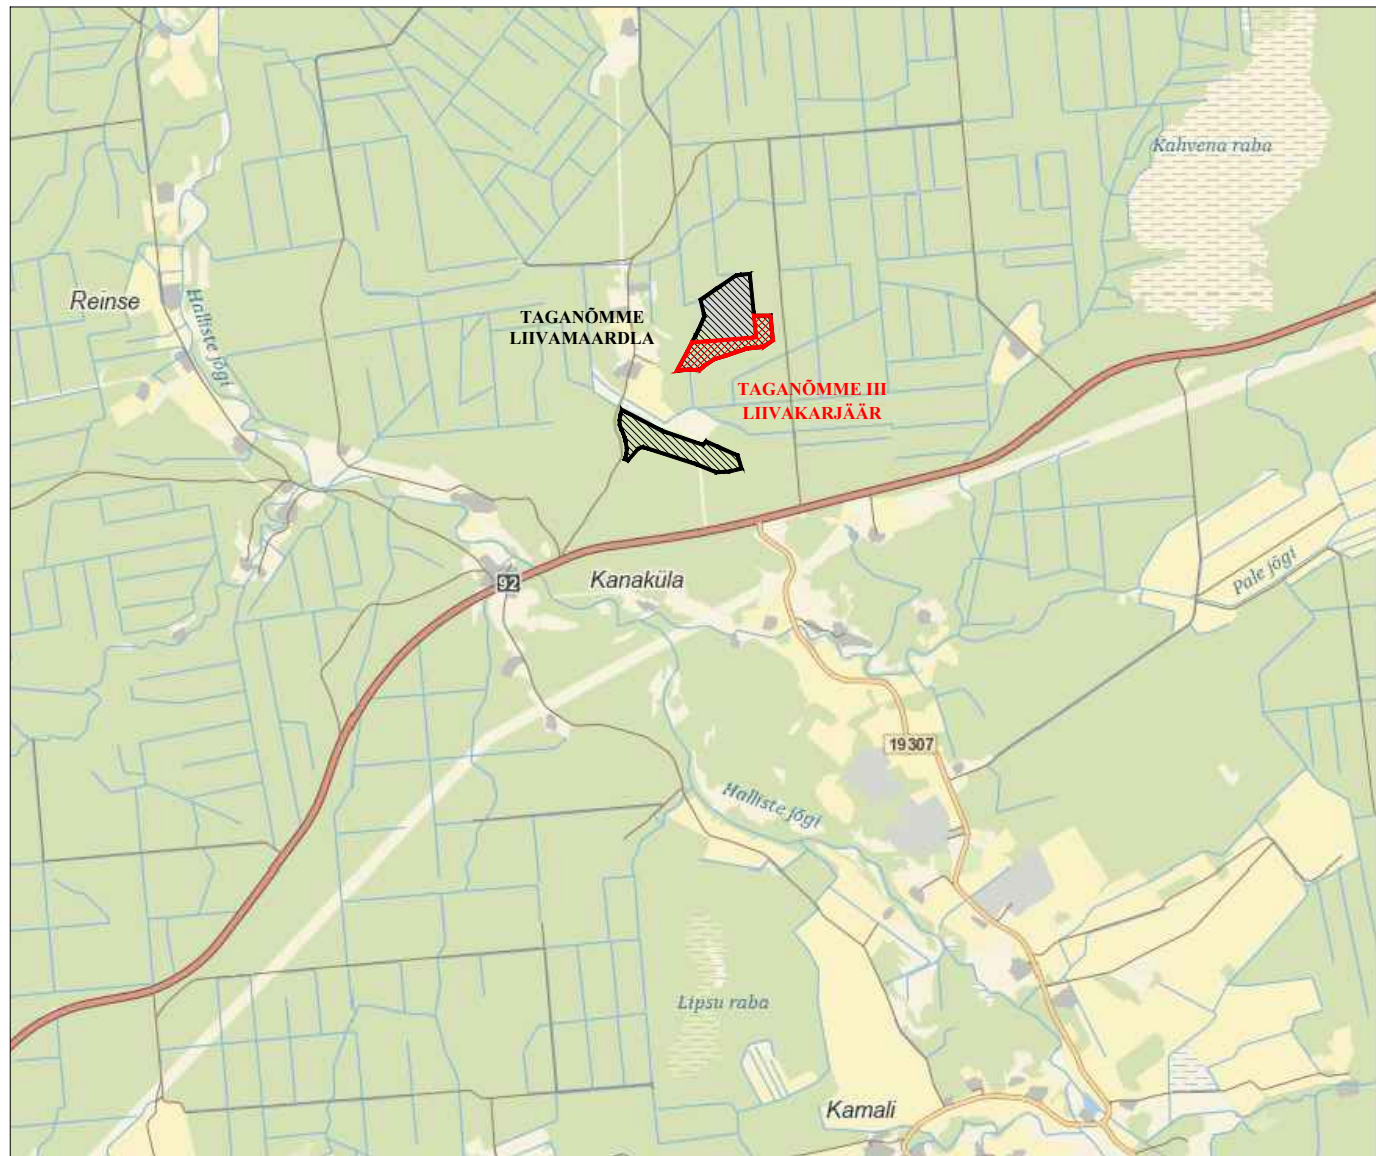 Kahvena raba
Reinse
Halliste jõgi
TAGANÕMME
LIIVAMAARDLA
TAGANÕMME III
LIIVAKARJÄÄR
92
Kanaküla
Pale jõgi
19307
Halliste jõgi
Lipsu raba
Kamali